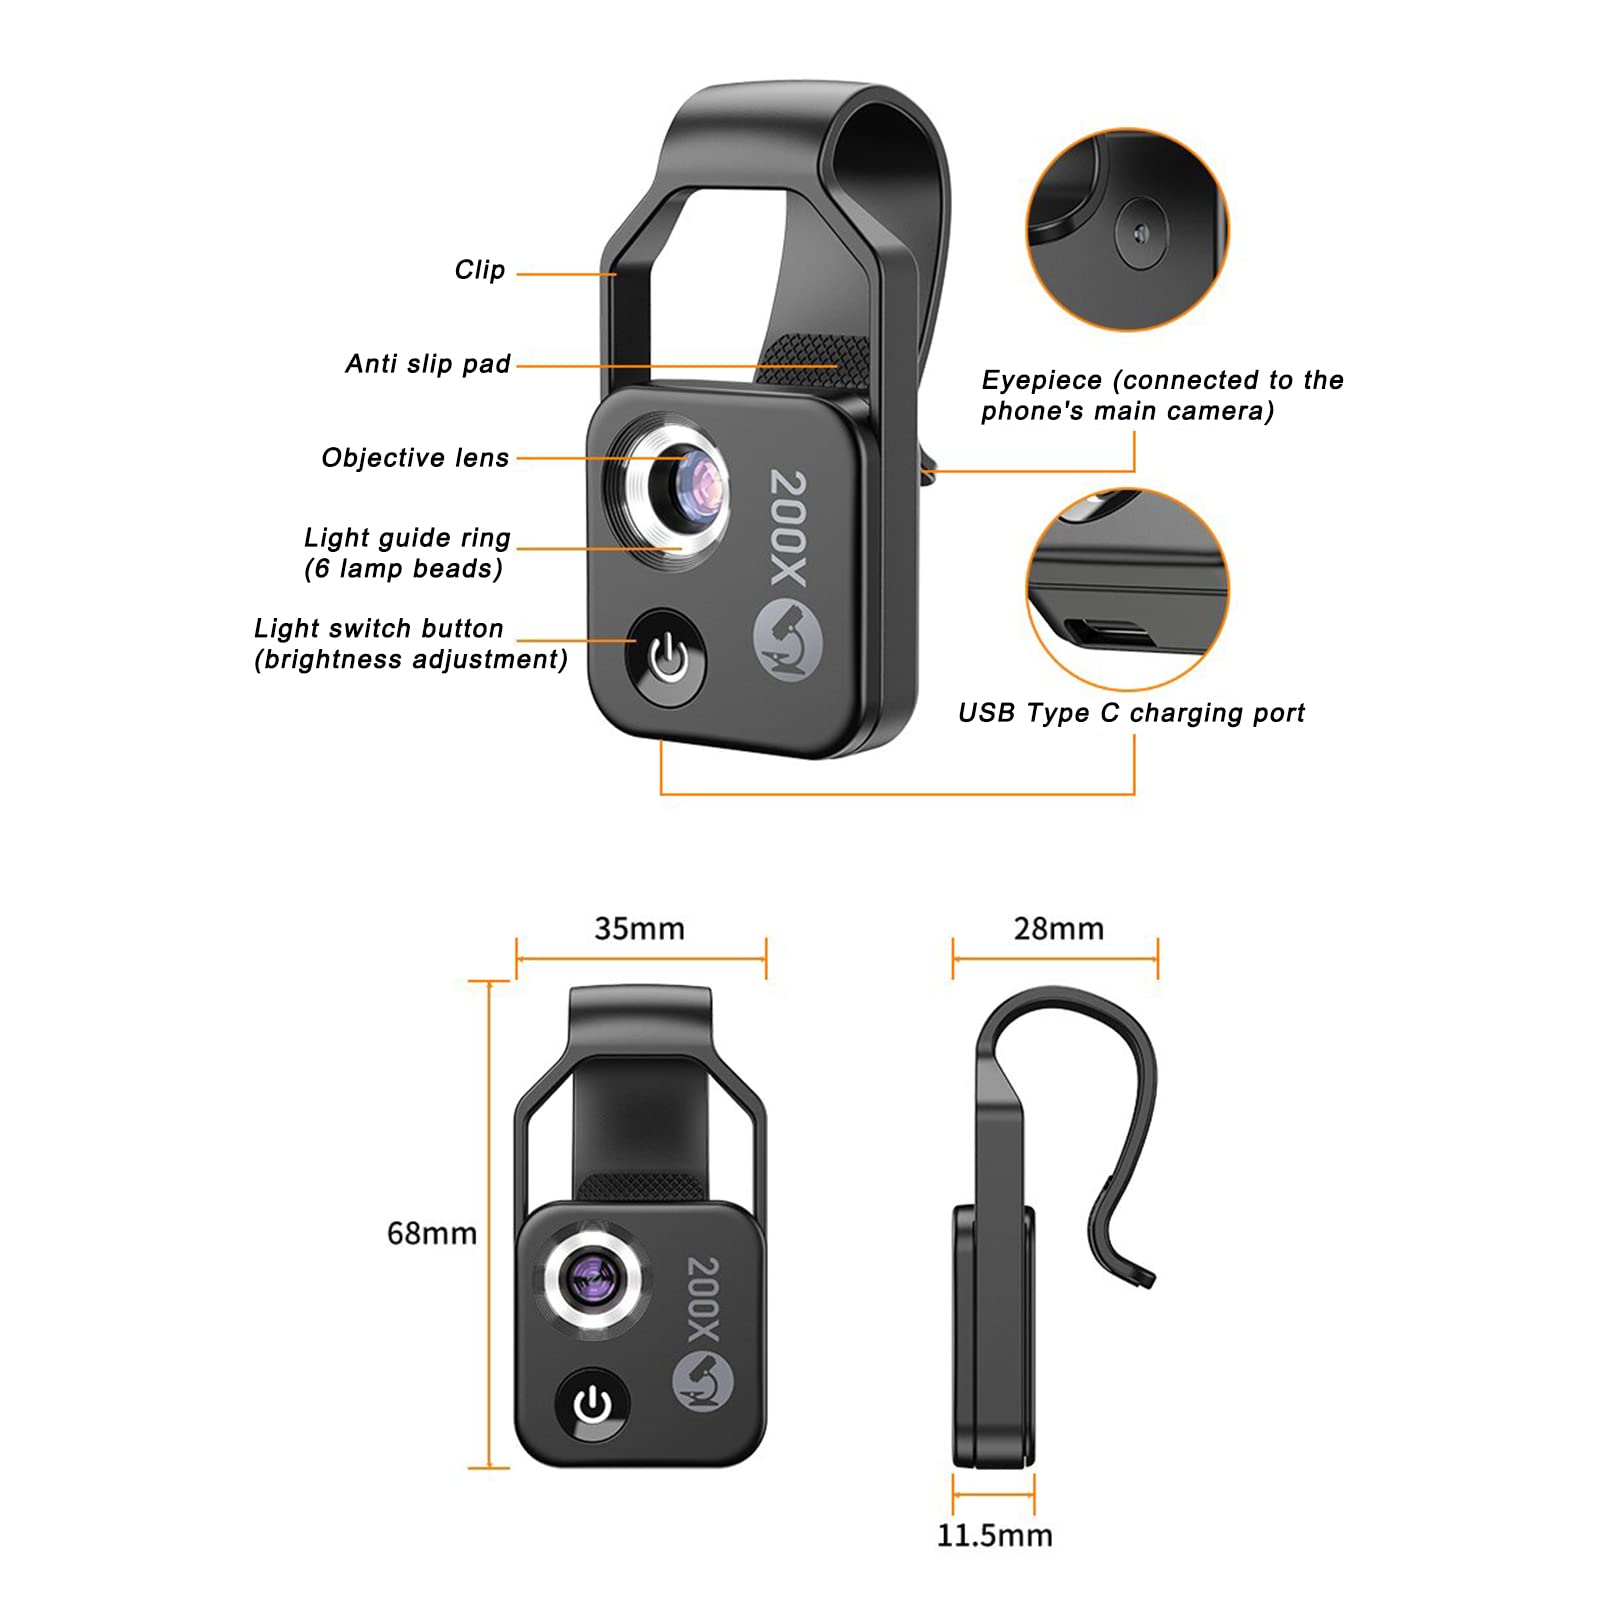 Clip
Anti slip pad
Objective lens
Light guide ring
(6 lamp beads)
Light switch button
(brightness adjustment)
200X
Eyepiece (connected to the
phone's main camera)
USB Type C charging port
35mm
28mm
68mm
200X
11.5mm